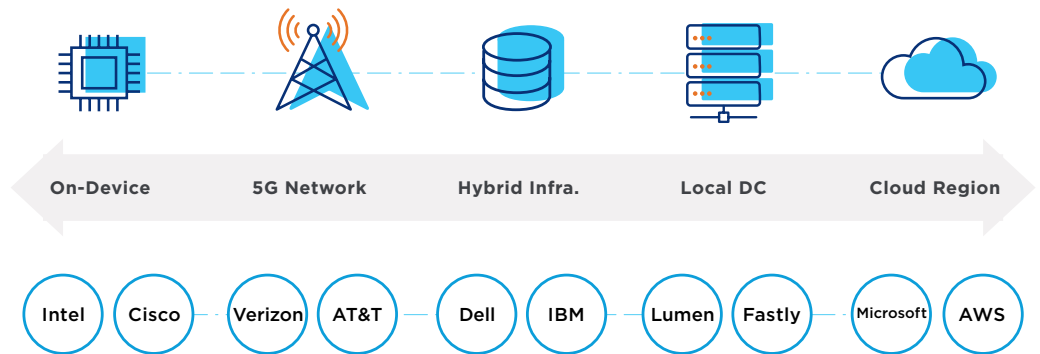 On-Device
5G Network
Hybrid Infra.
Local DC
Cloud Region
Intel
Cisco
Verizon
AT&T
Dell
IBM
Lumen
Fastly
Microsoft
AWS